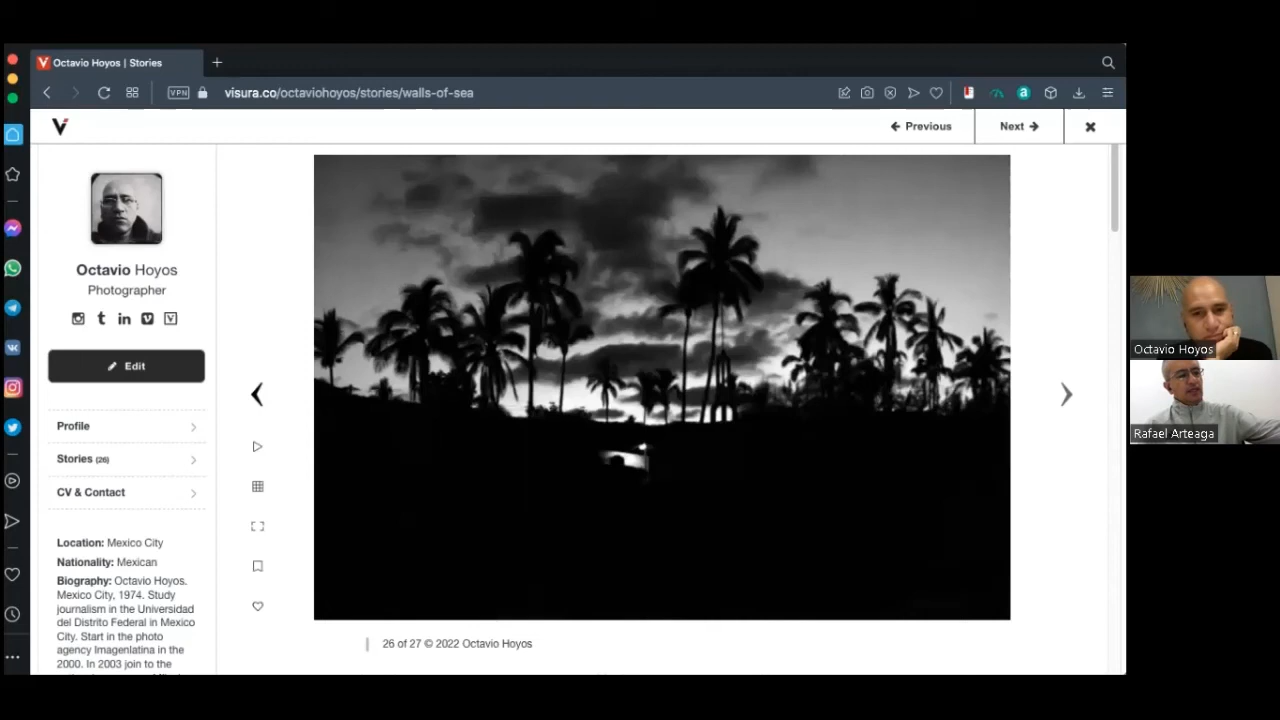 Octavio Hoyos | Stories
VPN
visura.co/octaviohoyos/stories/walls-of-sea
Previous
Next
Octavio Hoyos
Photographer
Edit
Profile
Stories (26)
CV & Contact
Location: Mexico City
Nationality: Mexican
Biography: Octavio Hoyos.
Mexico City, 1974. Study
journalism in the Universidad
del Distrito Federal in Mexico
City. Start in the photo
agency Imagenlatina in the
2000. In 2003 join to the
26 of 27 © 2022 Octavio Hoyos
Octavio Hoyos
Rafael Arteaga